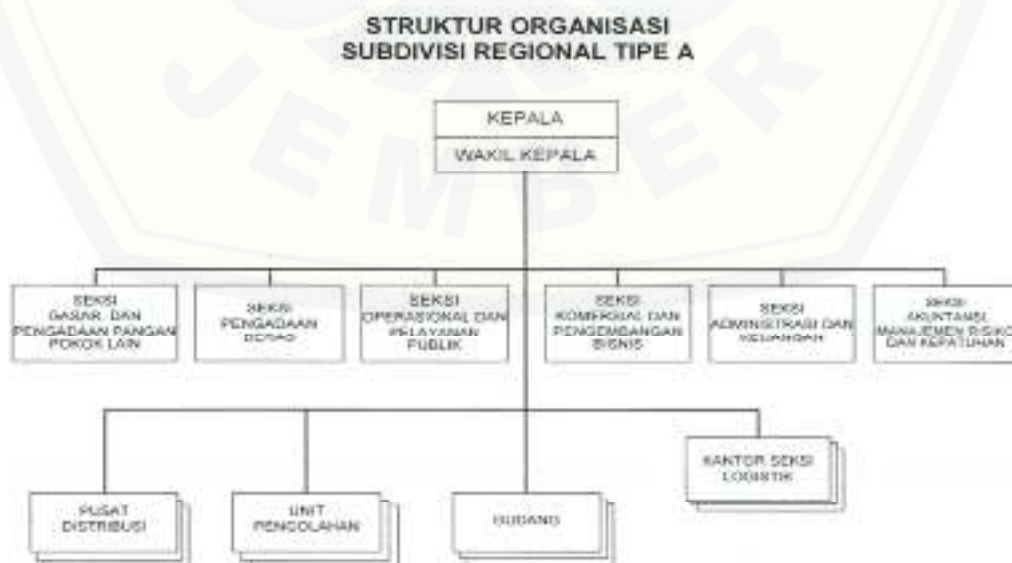 STRUKTUR ORGANISASI
SUBDIVISI REGIONAL TIPE A
JEMBER
KEPALA
WAKIL KEPALA
SEKSI
GASAR DAN
PENGADAAN PANGAN
POKOK LAIN
SEKSI
PENGADAAN
SEKSI
OPERASIONAL DAN
PELAYANAN
PUBLIK
SEKSI
KOMERSIAL DAN
PENGEMBANGAN
BISNIS
SEKSI
ADMINISTRASI DAN
KEUANGAN
SEKSI
AKUNTANSI,
MANAJEMEN RISIKO
DAN KEPATUHAN
KANTOR SEKSI
LOGISTIK
PUSAT
DISTRIBUSI
UNIT
PENGOLAHAN
GUDANG